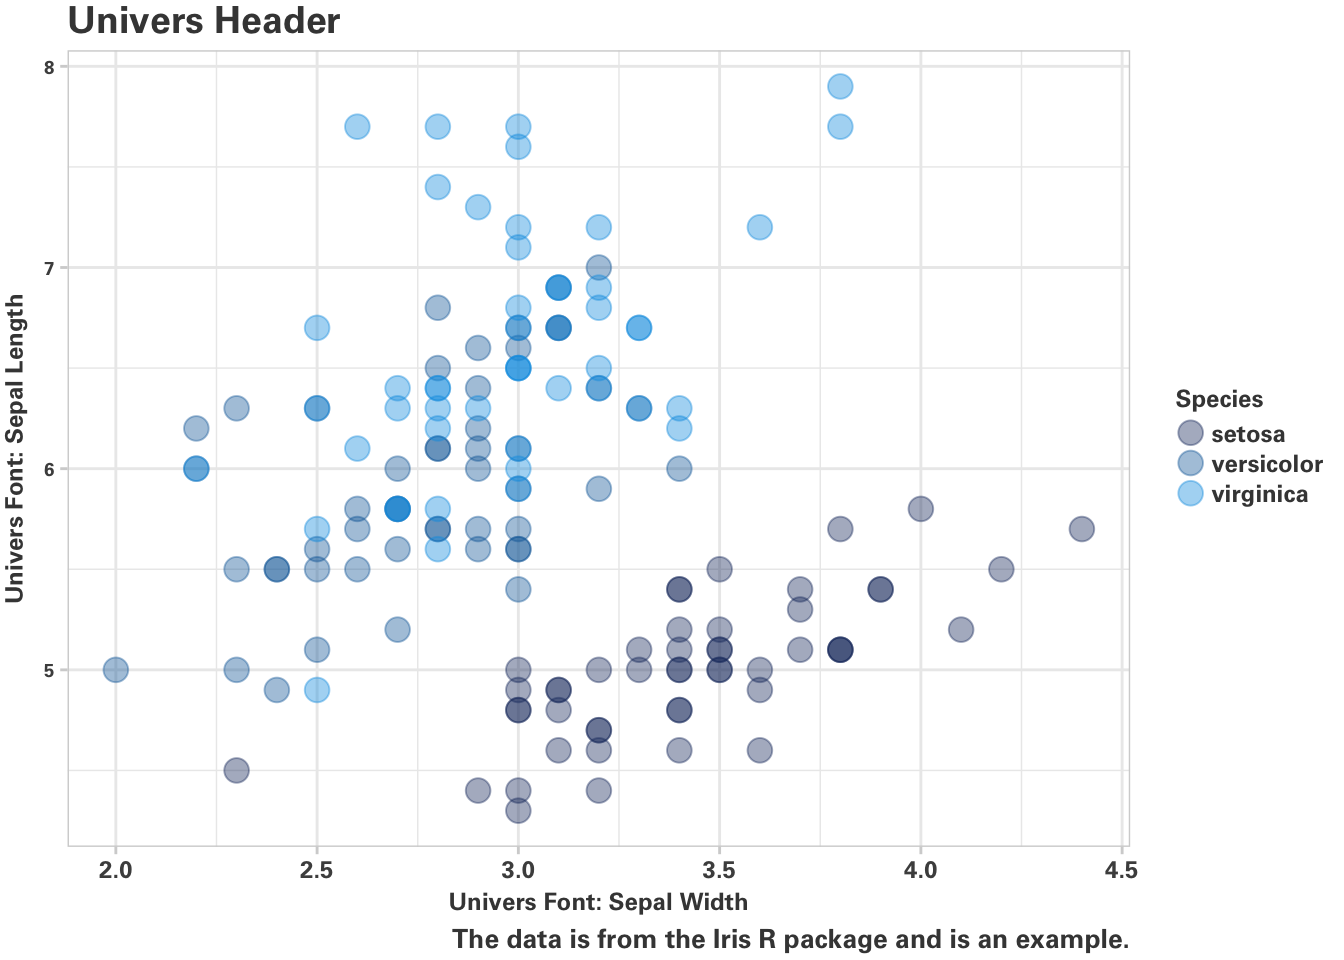 Univers Header
8
7
6
5
Univers Font: Sepal Length
2.0 2.5 3.0 3.5 4.0 4.5
Univers Font: Sepal Width
The data is from the Iris R package and is an example.
Species
setosa
versicolor
virginica